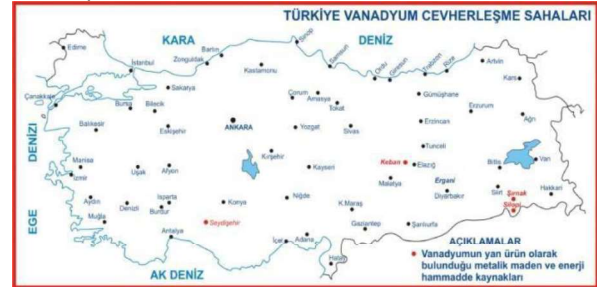 TÜRKİYE VANADYUM CEVHERLEŞME SAHALARI
KARA
DENİZ
Sinop
Edirne
Bartın
Zonguldak
Kastamonu
Samsun
Ordu
Giresun
Trabzon
Rize
Artvin
Kars
İstanbul
Sakarya
Çorum
Amasya
Tokat
Gümüşhane
Çanakkale
Bursa
Bilecik
Erzurum
Ağrı
Balıkesir
Eskişehir
ANKARA
Yozgat
Sivas
Erzincan
DENİZİ
Tunceli
Manisa
Uşak
Afyon
Kırşehir
Kayseri
Keban
Elazığ
Bitlis
Van
İzmir
Malatya
Ergani
Diyarbakır
Siirt
Şırnak
Hakkari
Silopi
Aydın
Denizli
Isparta
Burdur
Konya
Niğde
K.Maraş
EGE
Muğla
Seydişehir
Gaziantep
Şanlıurfa
Antalya
İçel
Adana
Hatay
AK DENİZ
AÇIKLAMALAR
Vanadyumun yan ürün olarak
bulunduğu metalik maden ve enerji
hammadde kaynakları